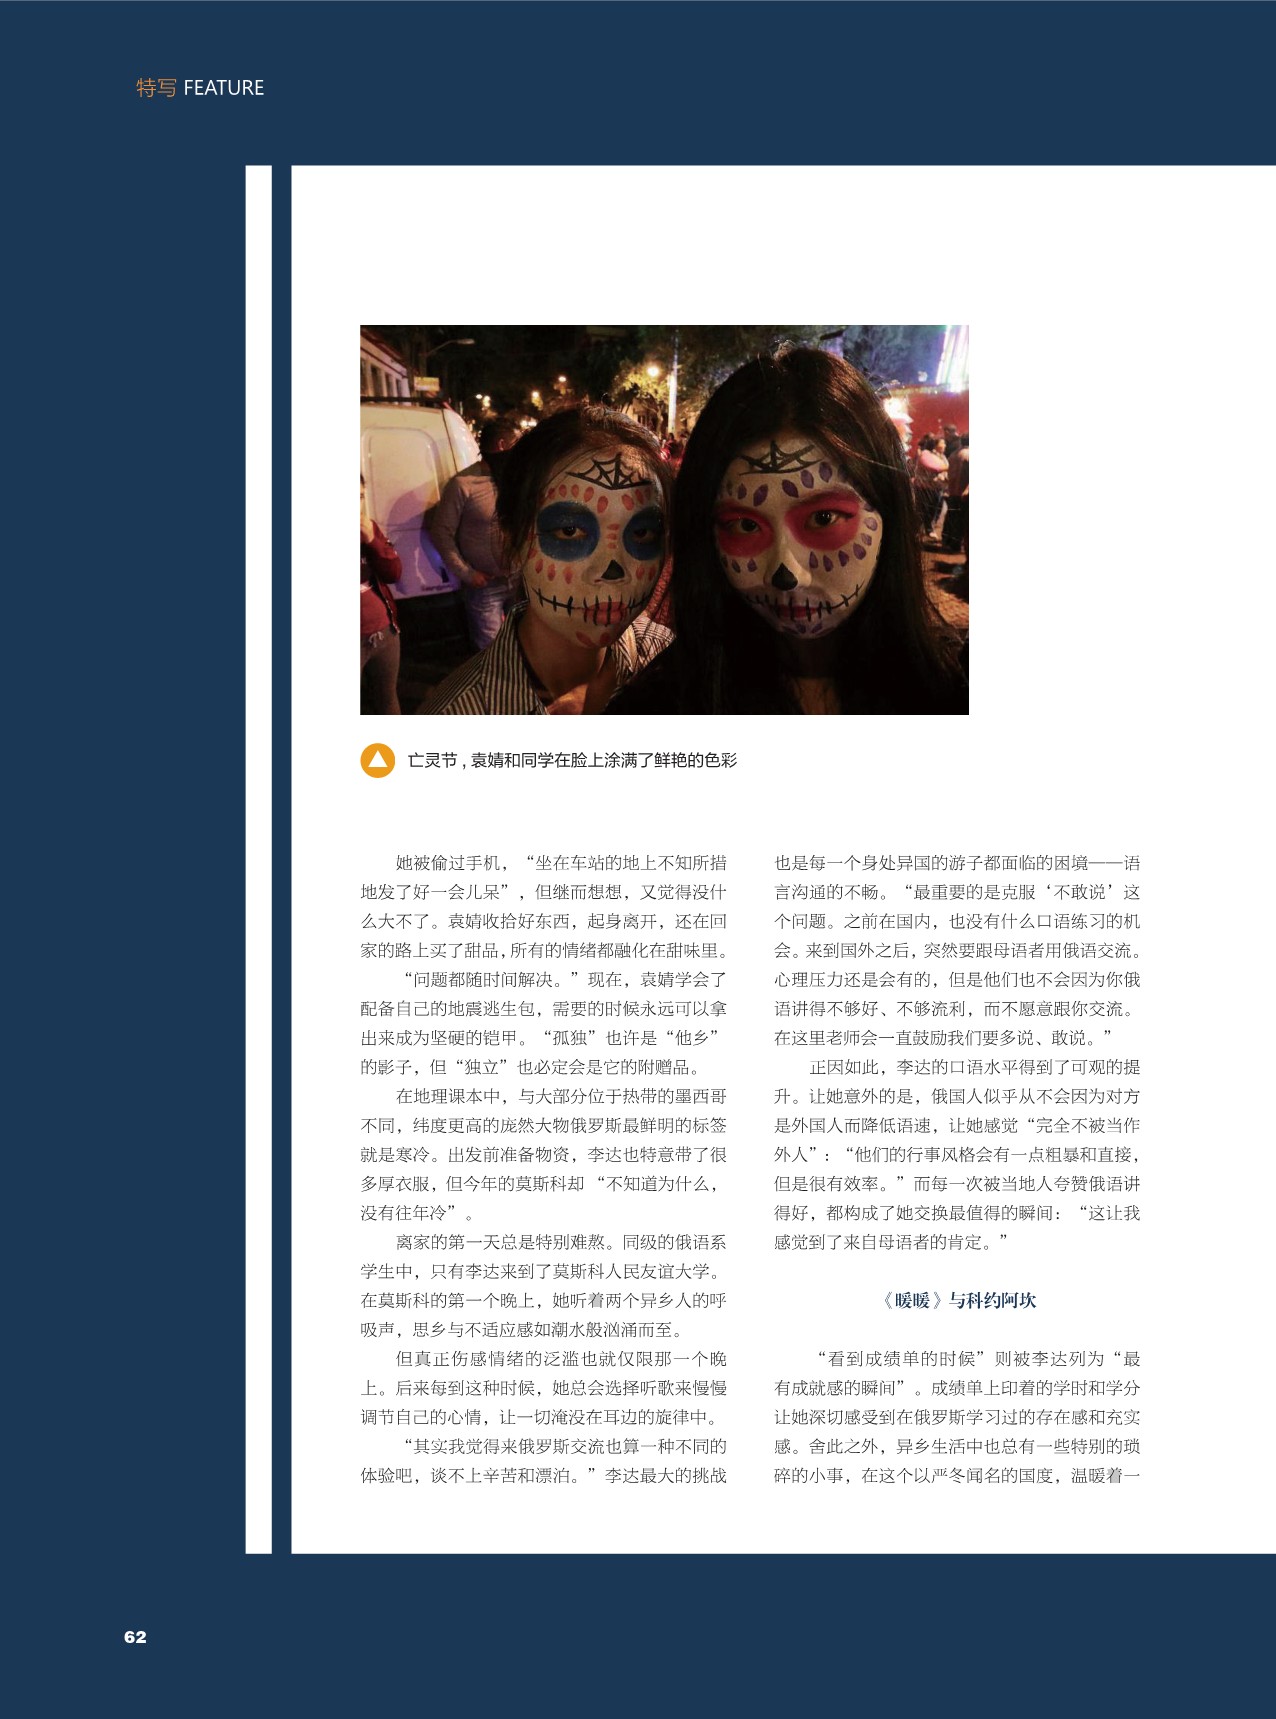 特写 FEATURE
亡灵节,袁婧和同学在脸上涂满了鲜艳的色彩
她被偷过手机，“坐在车站的地上不知所措
地发了好一会儿呆”，但继而想想，又觉得没什
么大不了。袁婧收拾好东西，起身离开，还在回
家的路上买了甜品，所有的情绪都融化在甜味里。
“问题都随时间解决。”现在，袁婧学会了
配备自己的地震逃生包，需要的时候永远可以拿
出来成为坚硬的铠甲。“孤独”也许是“他乡”
的影子，但“独立”也必定会是它的附赠品。
在地理课本中，与大部分位于热带的墨西哥
不同，纬度更高的庞然大物俄罗斯最鲜明的标签
就是寒冷。出发前准备物资，李达也特意带了很
多厚衣服，但今年的莫斯科却“不知道为什么，
没有往年冷”。
离家的第一天总是特别难熬。同级的俄语系
学生中，只有李达来到了莫斯科人民友谊大学。
在莫斯科的第一个晚上，她听着两个异乡人的呼
吸声，思乡与不适应感如潮水般汹涌而至。
但真正伤感情绪的泛滥也就仅限那一个晚
上。后来每到这种时候，她总会选择听歌来慢慢
调节自己的心情，让一切淹没在耳边的旋律中。
“其实我觉得来俄罗斯交流也算一种不同的
体验吧，谈不上辛苦和漂泊。”李达最大的挑战
也是每一个身处异国的游子都面临的困境——语
言沟通的不畅。“最重要的是克服‘不敢说’这
个问题。之前在国内，也没有什么口语练习的机
会。来到国外之后，突然要跟母语者用俄语交流。
心理压力还是会有的，但是他们也不会因为你俄
语讲得不够好、不够流利，而不愿意跟你交流。
在这里老师会一直鼓励我们要多说、敢说。”
正因如此，李达的口语水平得到了可观的提
升。让她意外的是，俄国人似乎从不会因为对方
是外国人而降低语速，让她感觉“完全不被当作
外人”：“他们的行事风格会有一点粗暴和直接，
但是很有效率。”而每一次被当地人夸赞俄语讲
得好，都构成了她交换最值得的瞬间：“这让我
感觉到了来自母语者的肯定。”
《暖暖》与科约阿坎
“看到成绩单的时候”则被李达列为“最
有成就感的瞬间”。成绩单上印着的学时和学分
让她深切感受到在俄罗斯学习过的存在感和充实
感。舍此之外，异乡生活中也总有一些特别的琐
碎的小事，在这个以严冬闻名的国度，温暖着一
62